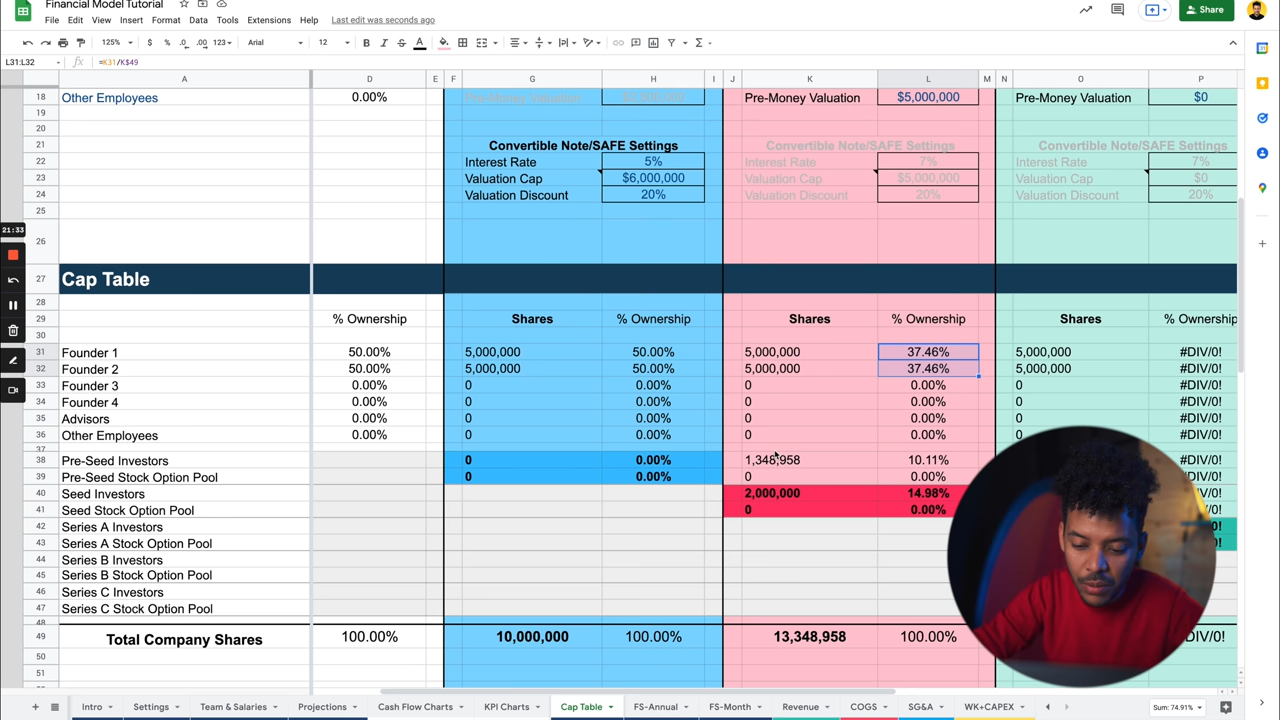 Financial Model Tutorial
File Edit View Insert Format Data Tools Extensions Help Last edit was seconds ago
Share
125% $ % .0 .00 123 Arial 12 B I S A
L31:L32 fx =K31/K$49
A D E F G H I J K L M N O P
18 Other Employees 0.00% Pre-Money Valuation Pre-Money Valuation $5,000,000 Pre-Money Valuation $0
19
20
21 Convertible Note/SAFE Settings Convertible Note/SAFE Settings Convertible Note/SAFE Settings
22 Interest Rate 5% Interest Rate 7% Interest Rate 7%
23 Valuation Cap $6,000,000 Valuation Cap $5,000,000 Valuation Cap $0
24 Valuation Discount 20% Valuation Discount 20% Valuation Discount 20%
25
21:33
26
27 Cap Table
28
29 % Ownership Shares % Ownership Shares % Ownership Shares % Ownership
30
31 Founder 1 50.00% 5,000,000 50.00% 5,000,000 37.46% 5,000,000 #DIV/0!
32 Founder 2 50.00% 5,000,000 50.00% 5,000,000 37.46% 5,000,000 #DIV/0!
33 Founder 3 0.00% 0 0.00% 0 0.00% 0 #DIV/0!
34 Founder 4 0.00% 0 0.00% 0 0.00% 0 #DIV/0!
35 Advisors 0.00% 0 0.00% 0 0.00% 0 #DIV/0!
36 Other Employees 0.00% 0 0.00% 0 0.00% 0 #DIV/0!
37
38 Pre-Seed Investors 0 0.00% 1,348,958 10.11% #DIV/0!
39 Pre-Seed Stock Option Pool 0 0.00% 0 0.00% #DIV/0!
40 Seed Investors 2,000,000 14.98% #DIV/0!
41 Seed Stock Option Pool 0 0.00% #DIV/0!
42 Series A Investors
43 Series A Stock Option Pool
44 Series B Investors
45 Series B Stock Option Pool
46 Series C Investors
47 Series C Stock Option Pool
48
49 Total Company Shares 100.00% 10,000,000 100.00% 13,348,958 100.00%
50
51
Intro Settings Team & Salaries Projections Cash Flow Charts KPI Charts Cap Table FS-Annual FS-Month Revenue COGS SG&A WK+CAPEX Sum: 74.91%